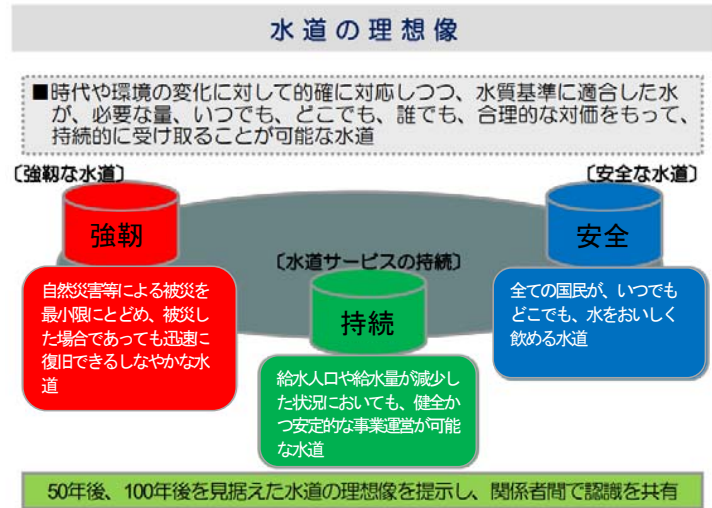 水道の理想像
■時代や環境の変化に対して的確に対応しつつ、水質基準に適合した水
が、必要な量、いつでも、どこでも、誰でも、合理的な対価をもって、
持続的に受け取ることが可能な水道
〔強靭な水道〕
〔安全な水道〕
強靭
安全
〔水道サービスの持続〕
持続
自然災害等による被災を
最小限にとどめ、被災し
た場合であっても迅速に
復旧できるしなやかな水
道
全ての国民が、いつでも
どこでも、水をおいしく
飲める水道
給水人口や給水量が減少し
た状況においても、健全か
つ安定的な事業運営が可能
な水道
50年後、100年後を見据えた水道の理想像を提示し、関係者間で認識を共有